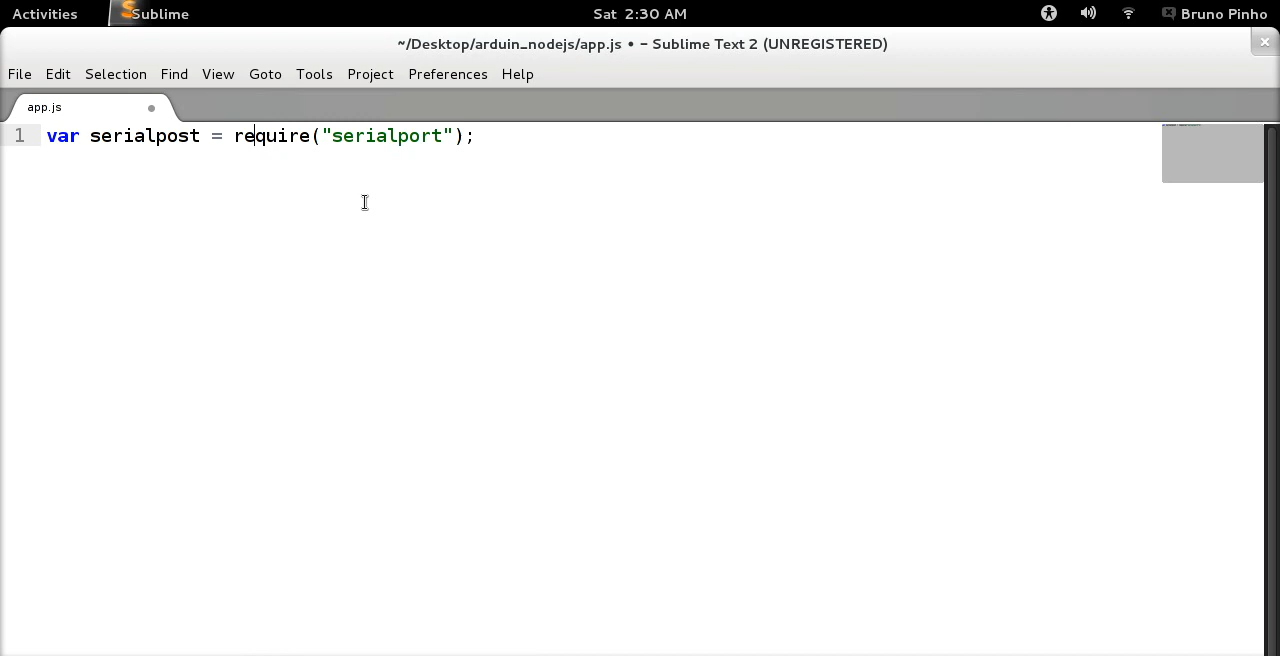 Activities Sublime Sat 2:30 AM Bruno Pinho
~/Desktop/arduin_nodejs/app.js • - Sublime Text 2 (UNREGISTERED)
File Edit Selection Find View Goto Tools Project Preferences Help
app.js
1 var serialpost = require("serialport");